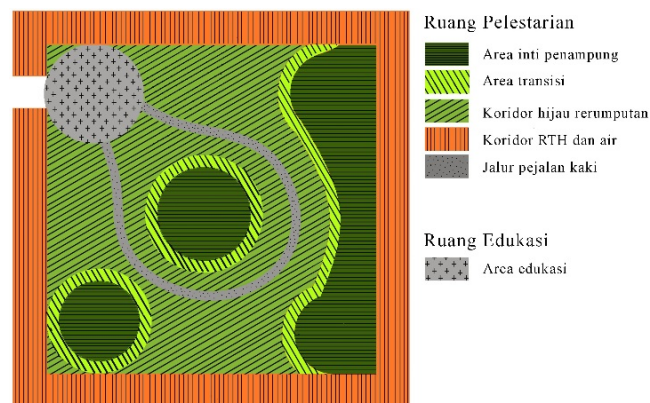 Ruang Pelestarian
Area inti penampung
Area transisi
Koridor hijau rerumputan
Koridor RTH dan air
Jalur pejalan kaki
Ruang Edukasi
Area edukasi